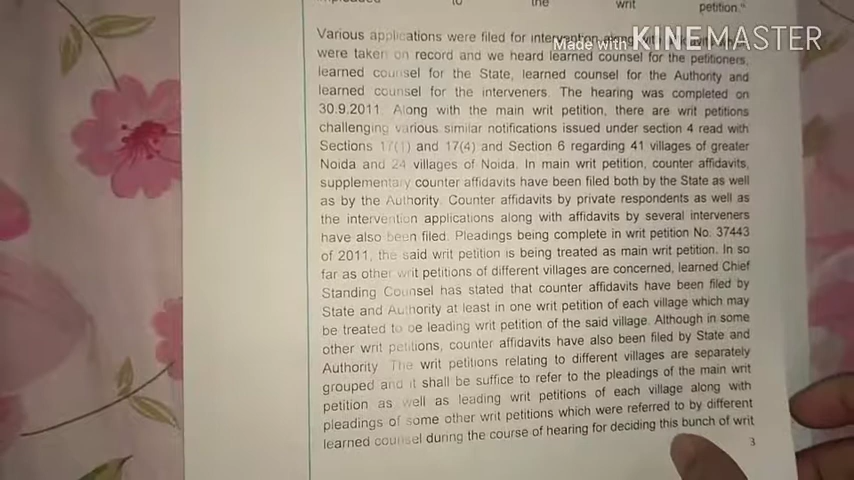 to the writ petition."
Various applications were filed for intervention along
were taken on record and we heard learned counsel for the petitioners,
learned counsel for the State, learned counsel for the Authority and
learned counsel for the interveners. The hearing was completed on
30.9.2011. Along with the main writ petition, there are writ petitions
challenging various similar notifications issued under section 4 read with
Sections 17(1) and 17(4) and Section 6 regarding 41 villages of greater
Noida and 24 villages of Noida. In main writ petition, counter affidavits,
supplementary counter affidavits have been filed both by the State as well
as by the Authority. Counter affidavits by private respondents as well as
the intervention applications along with affidavits by several interveners
have also been filed. Pleadings being complete in writ petition No. 37443
of 2011, the said writ petition is being treated as main writ petition. In so
far as other writ petitions of different villages are concerned, learned Chief
Standing Counsel has stated that counter affidavits have been filed by
State and Authority at least in one writ petition of each village which may
be treated to be leading writ petition of the said village. Although in some
other writ petitions, counter affidavits have also been filed by State and
Authority The writ petitions relating to different villages are separately
grouped and it shall be suffice to refer to the pleadings of the main writ
petition as well as leading writ petitions of each village along with
pleadings of some other writ petitions which were referred to by different
learned counsel during the course of hearing for deciding this bunch of writ
3
Made with KINEMASTER